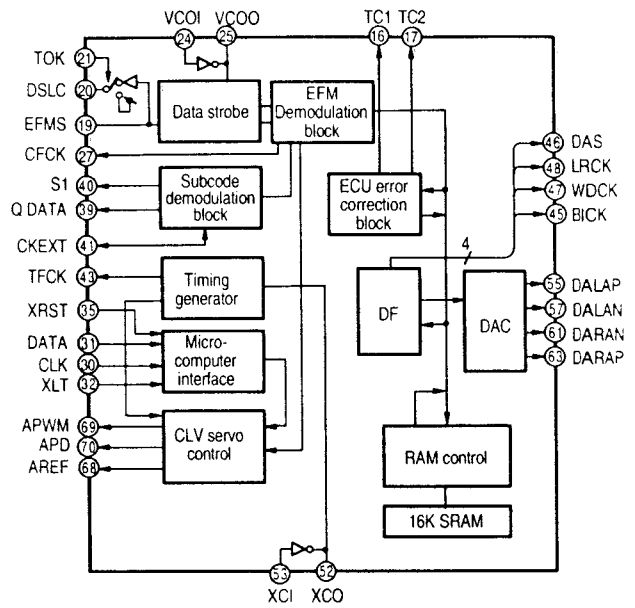 VCOI VCOO TC1 TC2
24 25 16 17
TOK 21
DSLC 20
EFMS 19
CFCK 27
S1 40
Q DATA 39
CKEXT 41
TFCK 43
XRST 35
DATA 31
CLK 30
XLT 32
APWM 69
APD 70
AREF 68
Data strobe
EFM
Demodulation
block
Subcode
demodulation
block
ECU error
correction
block
Timing
generator
Micro-
computer
interface
CLV servo
control
4
DF
DAC
RAM control
16K SRAM
46 DAS
48 LRCK
47 WDCK
45 BICK
55 DALAP
57 DALAN
61 DARAN
63 DARAP
53 52
XCI XCO